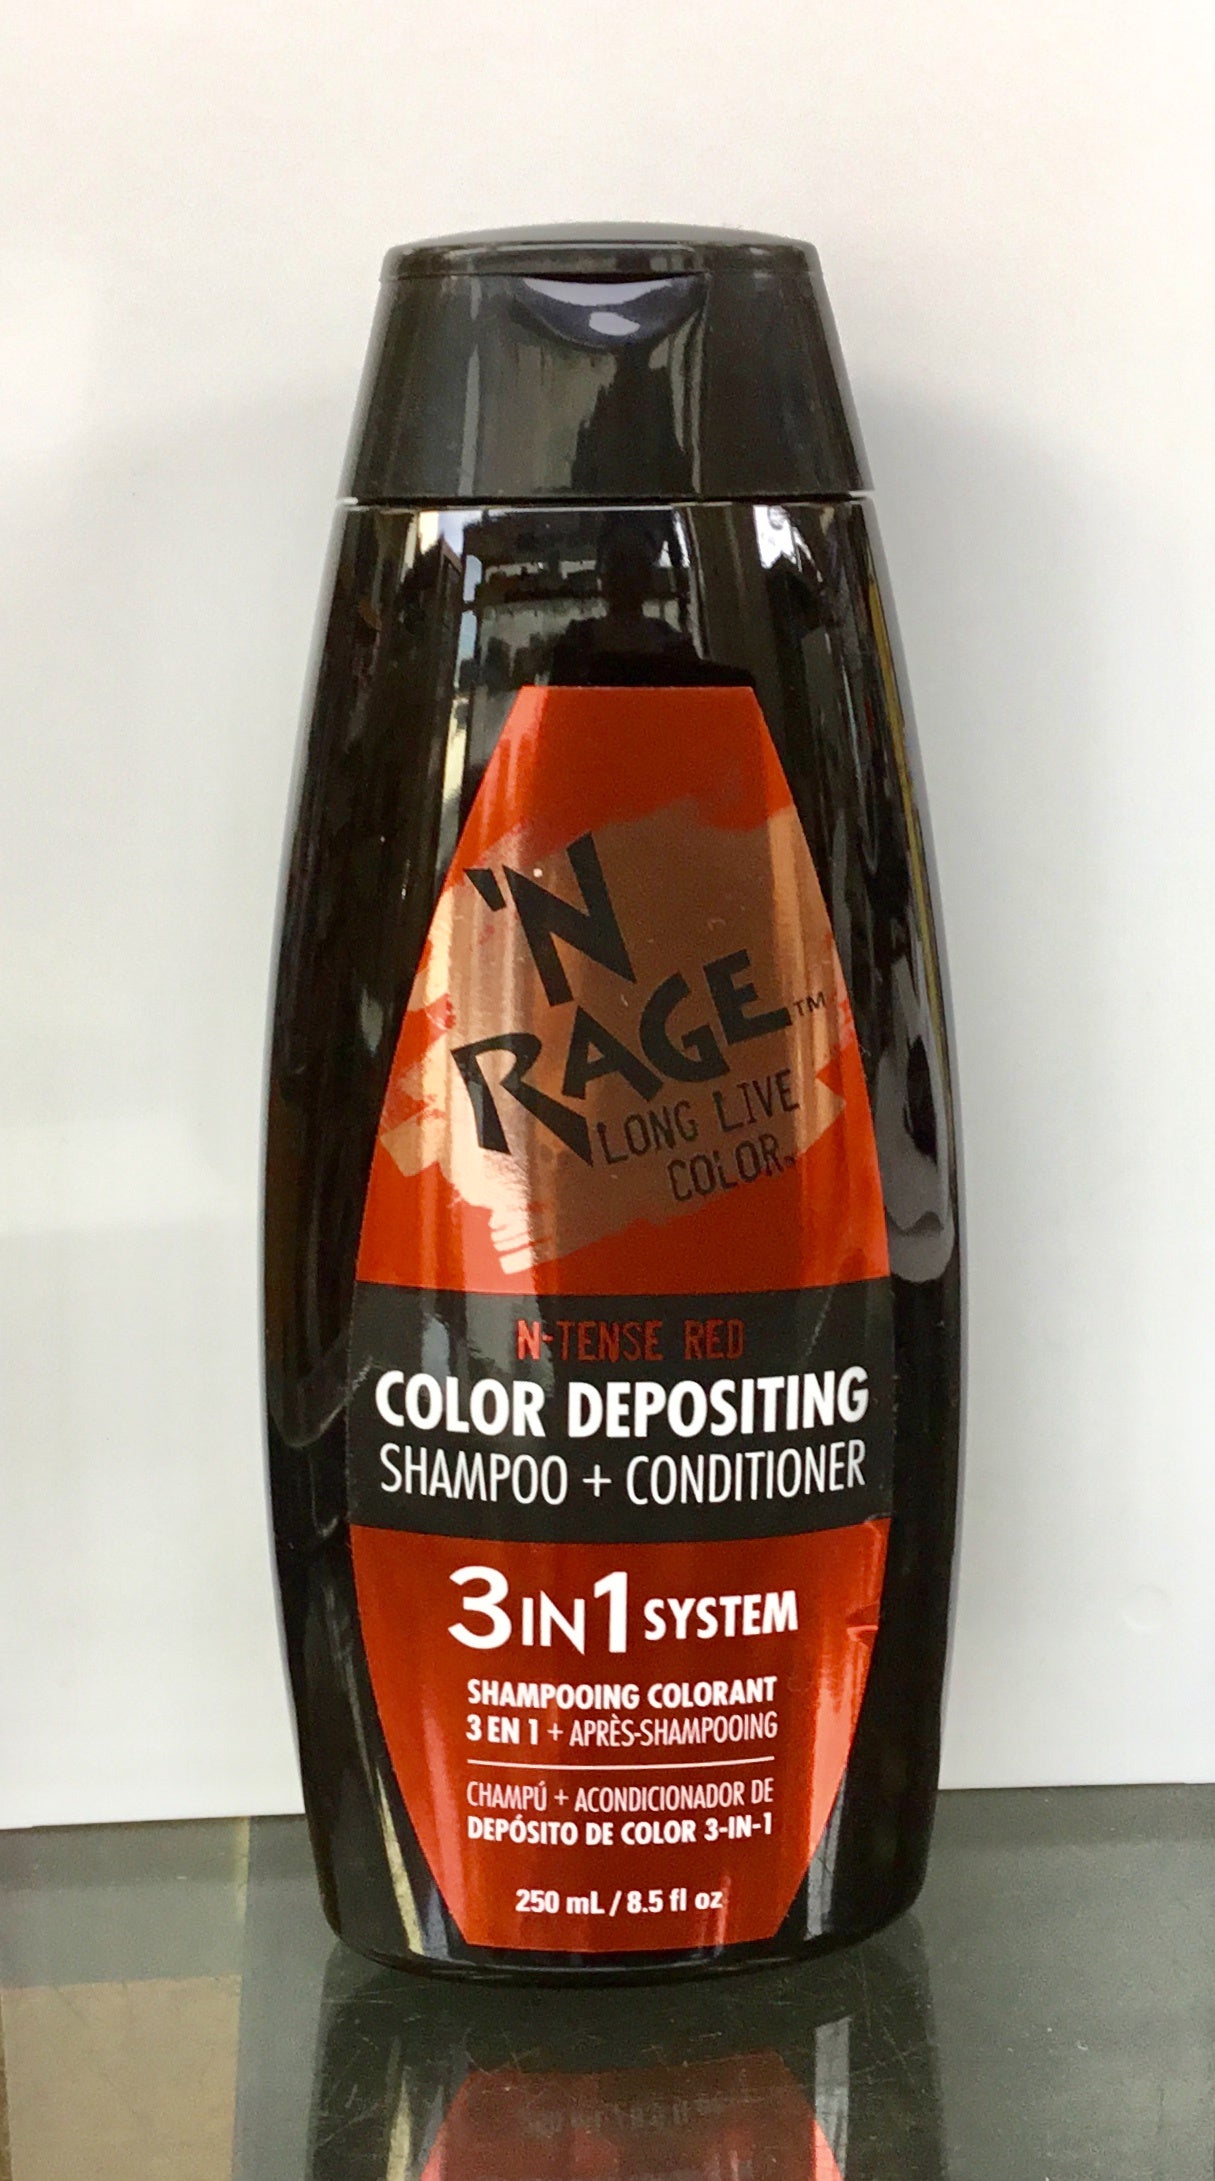 'N
RAGE™
LONG LIVE
COLOR.
N-TENSE RED
COLOR DEPOSITING
SHAMPOO + CONDITIONER
3 IN 1 SYSTEM
SHAMPOOING COLORANT
3 EN 1 + APRÈS-SHAMPOOING
CHAMPÚ + ACONDICIONADOR DE
DEPÓSITO DE COLOR 3-IN-1
250 mL / 8.5 fl oz